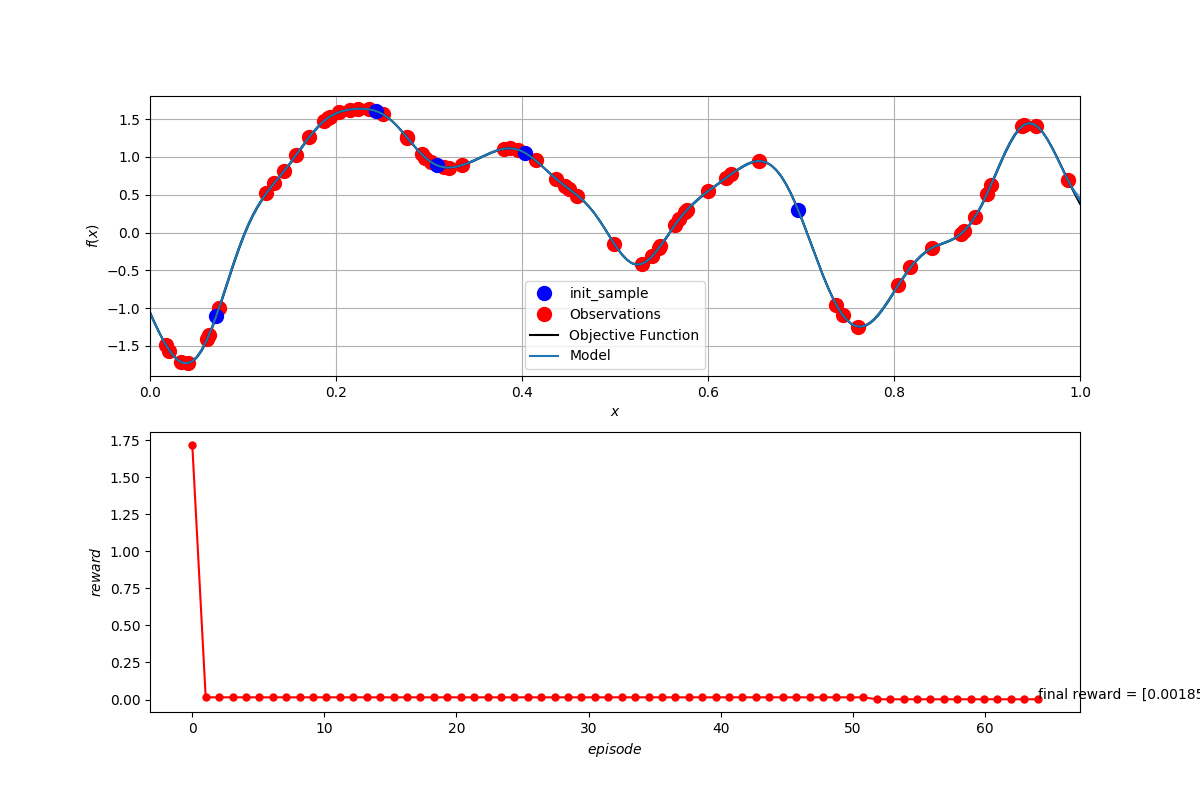 1.5
1.0
0.5
0.0
−0.5
−1.0
−1.5
f(x)
init_sample
Observations
Objective Function
Model
0.0 0.2 0.4 0.6 0.8 1.0
x
1.75
1.50
1.25
1.00
0.75
0.50
0.25
0.00
reward
final reward = [0.00185
0 10 20 30 40 50 60
episode